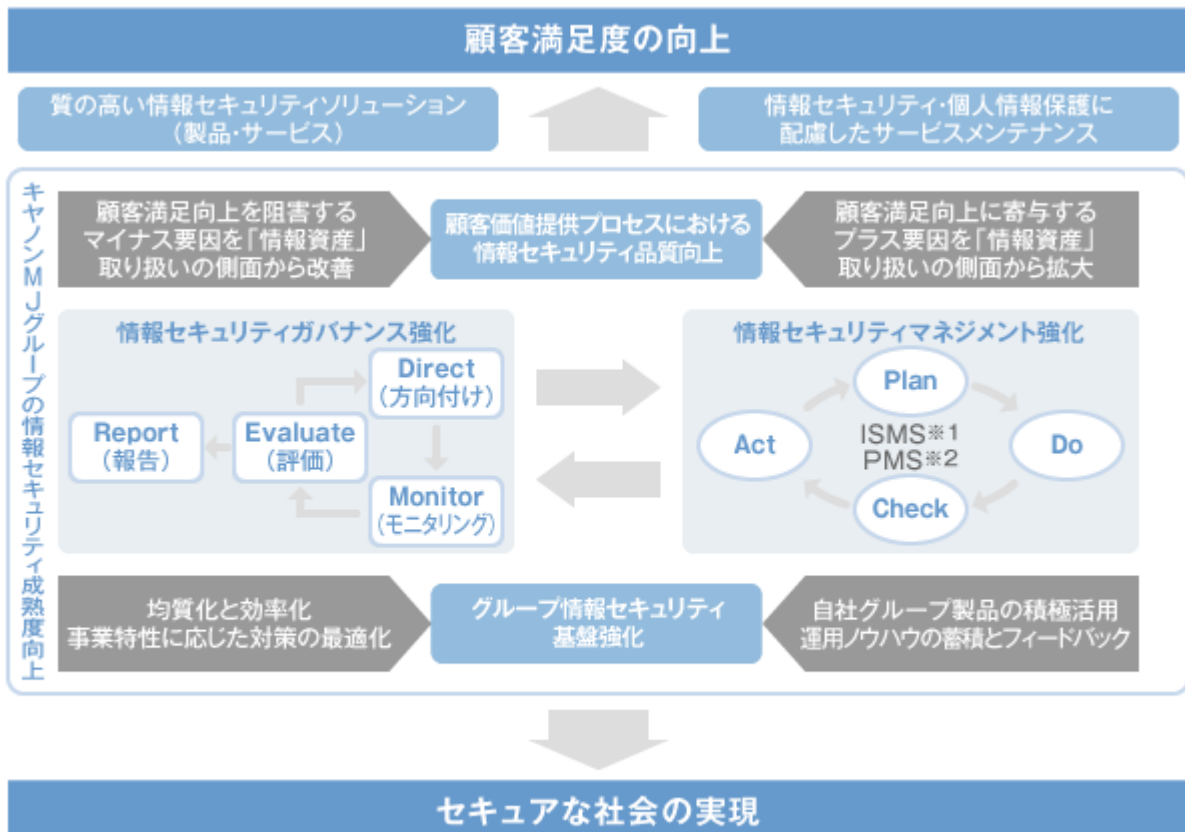 顧客満足度の向上
質の高い情報セキュリティソリューション
（製品・サービス）
情報セキュリティ・個人情報保護に
配慮したサービスメンテナンス
キヤノンMJグループの情報セキュリティ成熟度向上
顧客満足向上を阻害する
マイナス要因を「情報資産」
取り扱いの側面から改善
顧客価値提供プロセスにおける
情報セキュリティ品質向上
顧客満足向上に寄与する
プラス要因を「情報資産」
取り扱いの側面から拡大
情報セキュリティガバナンス強化
Direct
（方向付け）
Report
（報告）
Evaluate
（評価）
Monitor
（モニタリング）
情報セキュリティマネジメント強化
Plan
Act
ISMS※1
PMS※2
Do
Check
均質化と効率化
事業特性に応じた対策の最適化
グループ情報セキュリティ
基盤強化
自社グループ製品の積極活用
運用ノウハウの蓄積とフィードバック
セキュアな社会の実現